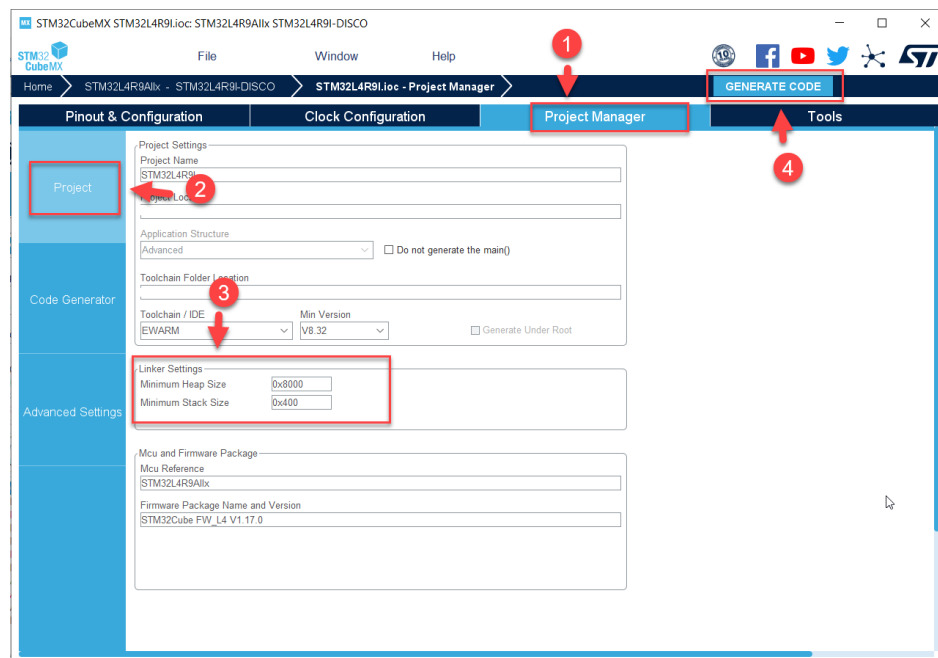 MX STM32CubeMX STM32L4R9I.ioc: STM32L4R9AIIx STM32L4R9I-DISCO
STM32 CubeMX File Window Help 1 10
Home STM32L4R9AIIx - STM32L4R9I-DISCO STM32L4R9I.ioc - Project Manager GENERATE CODE
Pinout & Configuration Clock Configuration Project Manager Tools
4
Project Settings
Project Name
STM32L4R9I
Project 2
Project Loc
Application Structure
Advanced Do not generate the main()
Toolchain Folder Location
3
Code Generator
Toolchain / IDE Min Version
EWARM V8.32 Generate Under Root
Linker Settings
Minimum Heap Size 0x8000
Minimum Stack Size 0x400
Advanced Settings
Mcu and Firmware Package
Mcu Reference
STM32L4R9AIIx
Firmware Package Name and Version
STM32Cube FW_L4 V1.17.0